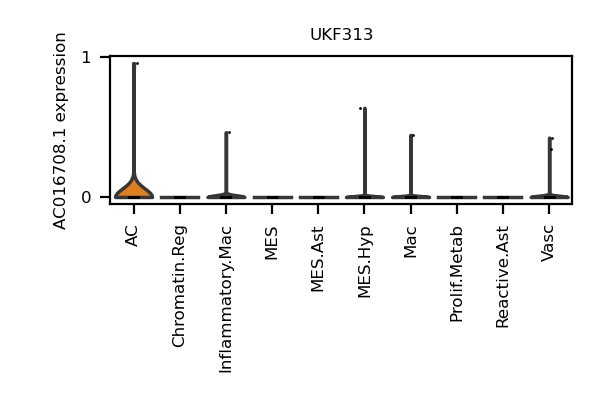 UKF313
AC016708.1 expression
1
0
AC
Chromatin.Reg
Inflammatory.Mac
MES
MES.Ast
MES.Hyp
Mac
Prolif.Metab
Reactive.Ast
Vasc